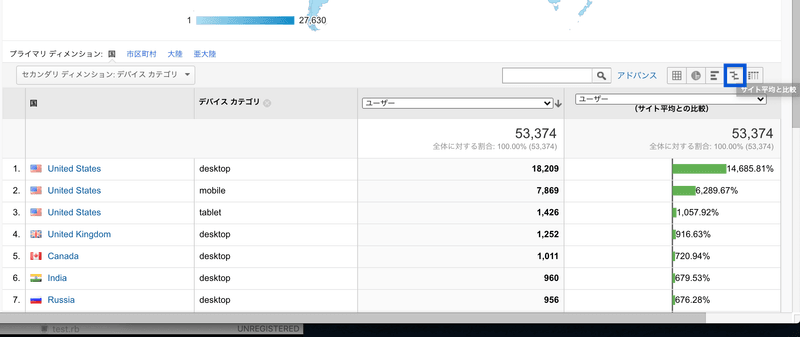 1 27,630
プライマリ ディメンション: 国 市区町村 大陸 亜大陸
セカンダリ ディメンション: デバイス カテゴリ アドバンス
サイト平均と比較
国 デバイス カテゴリ ユーザー ユーザー
(サイト平均との比較)
53,374 53,374
全体に対する割合: 100.00% (53,374) 全体に対する割合: 100.00% (53,374)
1. United States desktop 18,209 14,685.81%
2. United States mobile 7,869 6,289.67%
3. United States tablet 1,426 1,057.92%
4. United Kingdom desktop 1,252 916.63%
5. Canada desktop 1,011 720.94%
6. India desktop 960 679.53%
7. Russia desktop 956 676.28%
test.rb UNREGISTERED